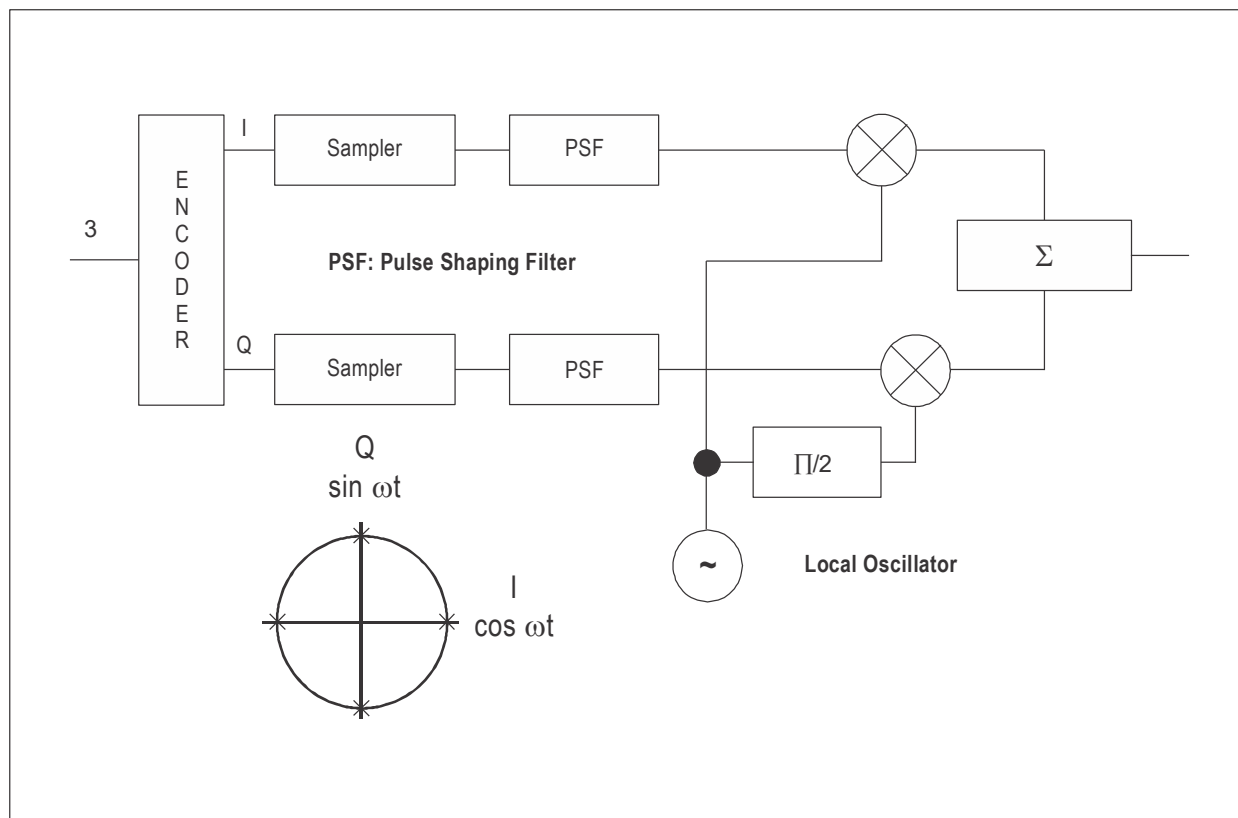 I
Sampler
PSF
E
N
C
O
D
E
R
3
PSF: Pulse Shaping Filter
Σ
Q
Sampler
PSF
Π/2
Q
sin ωt
~
Local Oscillator
I
cos ωt